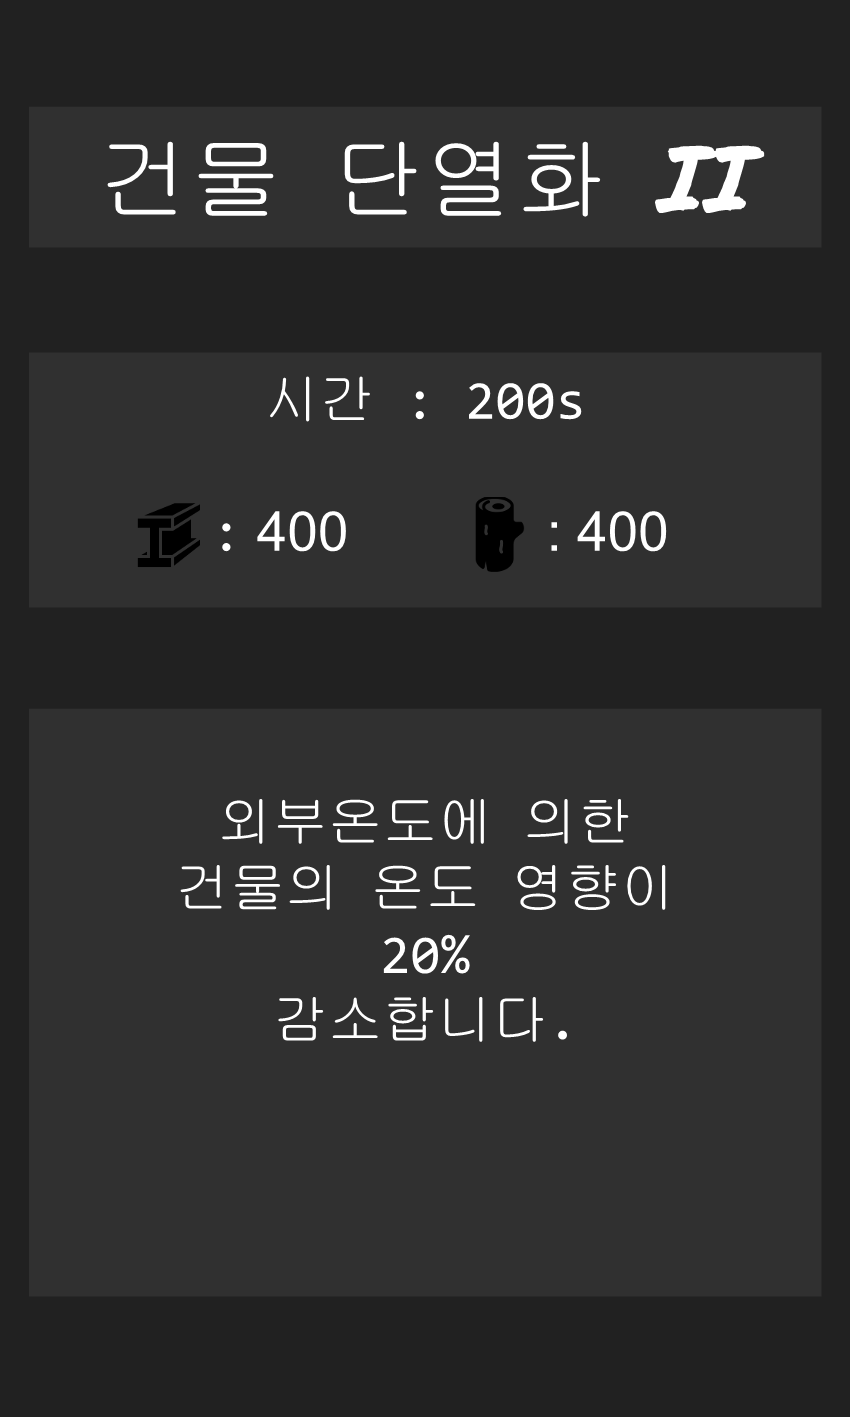 건물 단열화 II
시간 : 200s
: 400 : 400
외부온도에 의한
건물의 온도 영향이
20%
감소합니다.